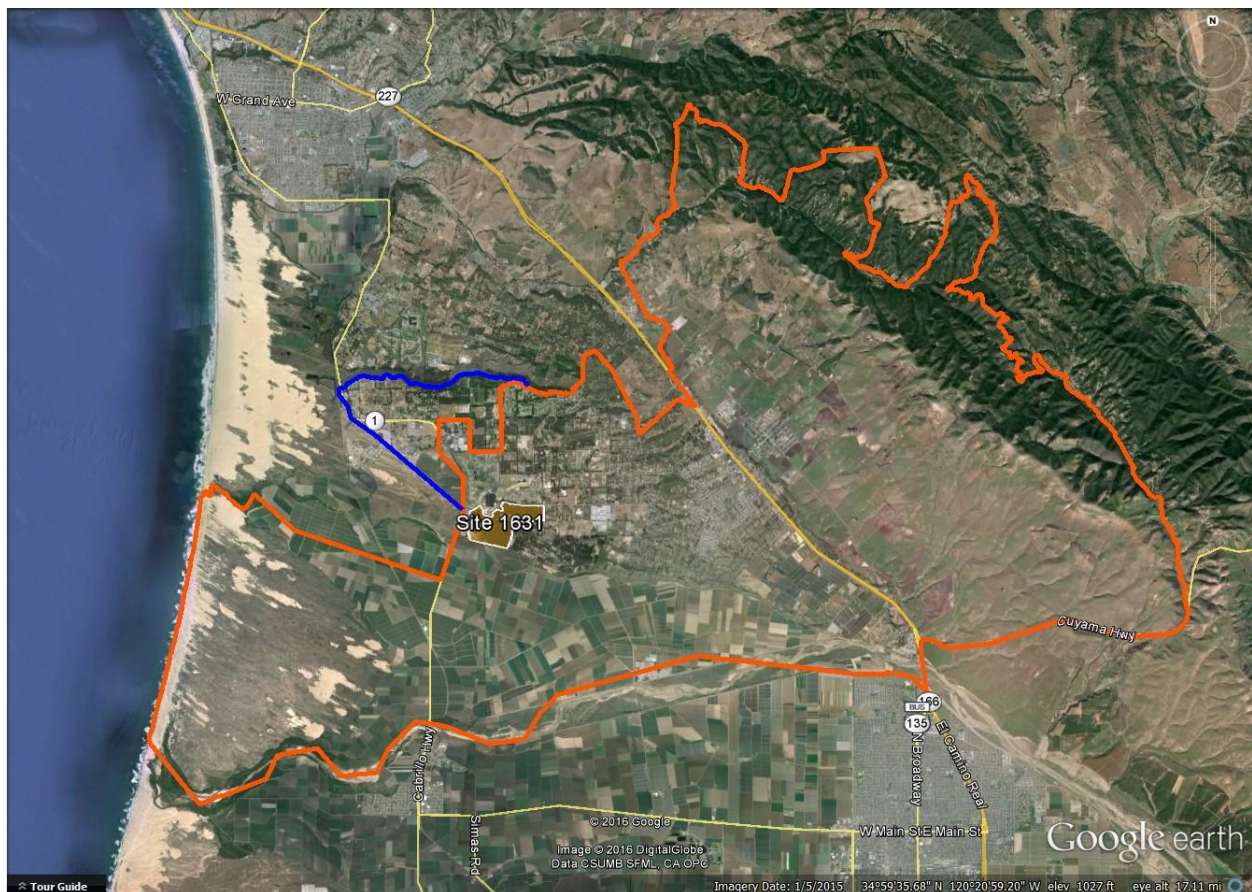 N
W Grand Ave
227
1
Site 1631
Cuyama Hwy
166
BUS
135
N Broadway
El Camino Real
Cabrillo Hwy
Simas Rd
W Main St E Main St
© 2016 Google
Image © 2016 DigitalGlobe
Data CSUMB SFML, CA OPC
Google earth
Tour Guide
Imagery Date: 1/5/2015 34°59'35.68" N 120°20'59.20" W elev 1027 ft eye alt 17.11 mi